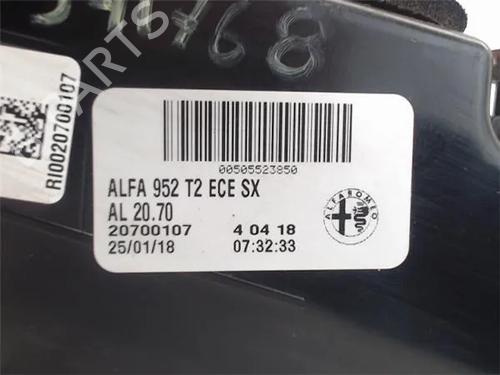 RI0020700107
00505523850
ALFA 952 T2 ECE SX
AL 20.70
20700107 4 04 18
25/01/18 07:32:33
ALFA ROMEO
B-PARTS